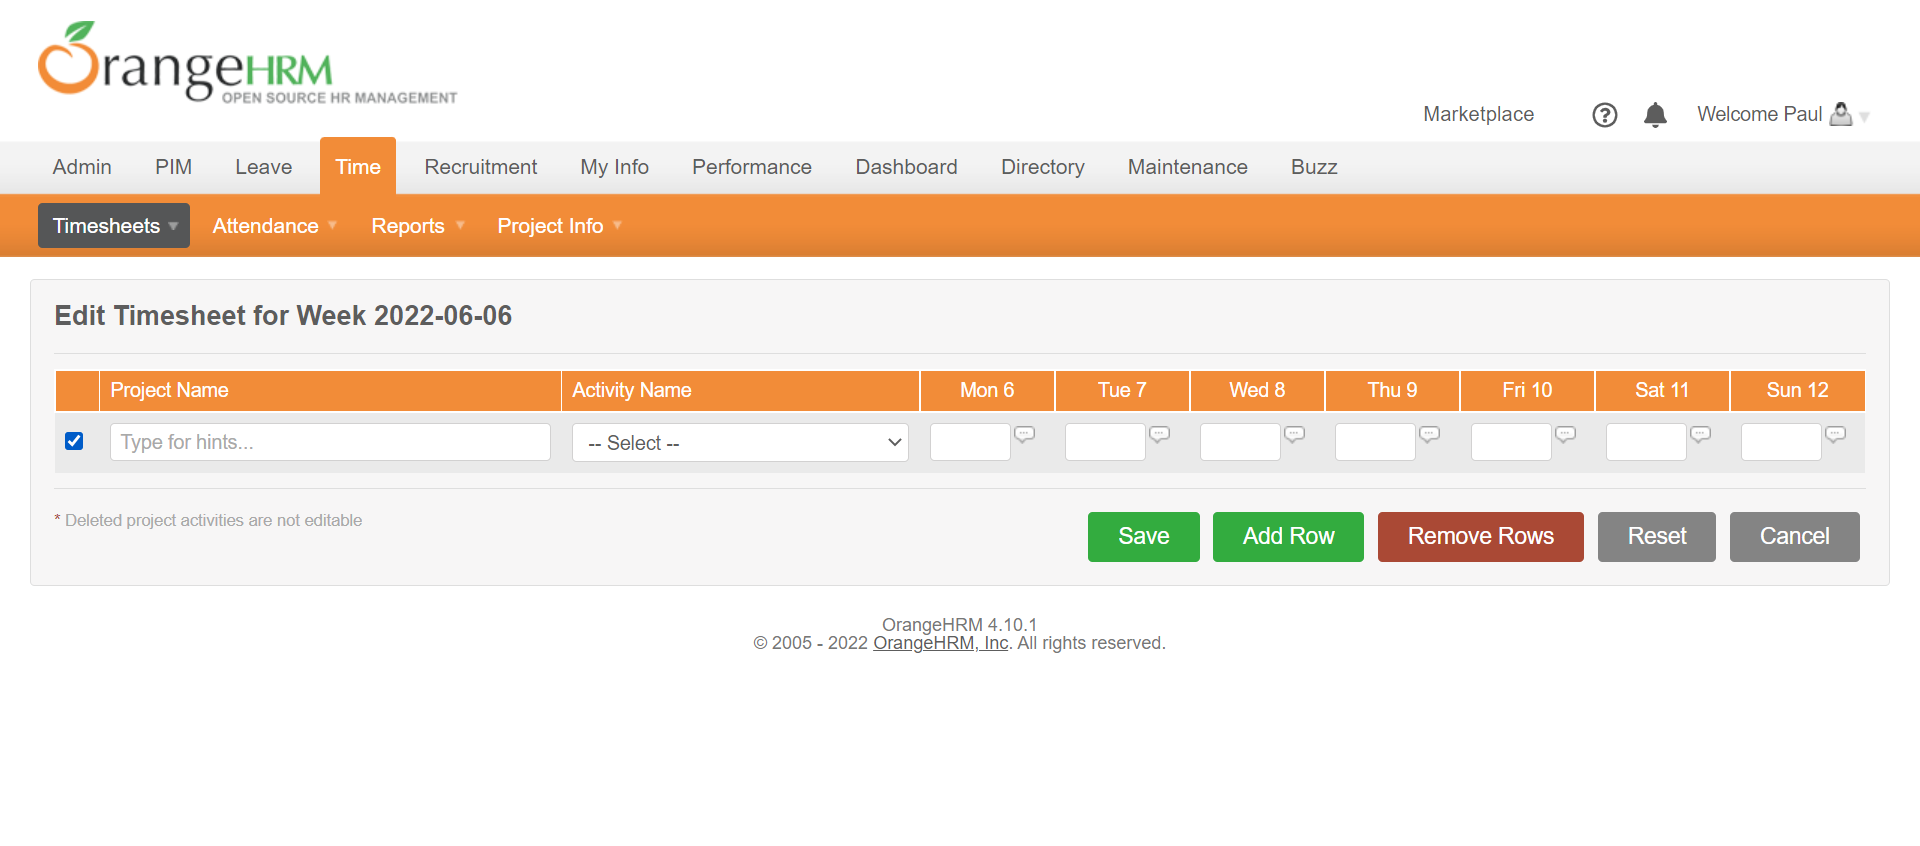 OrangeHRM
OPEN SOURCE HR MANAGEMENT
Marketplace ? Welcome Paul
Admin PIM Leave Time Recruitment My Info Performance Dashboard Directory Maintenance Buzz
Timesheets Attendance Reports Project Info
Edit Timesheet for Week 2022-06-06
Project Name Activity Name Mon 6 Tue 7 Wed 8 Thu 9 Fri 10 Sat 11 Sun 12
Type for hints... -- Select --
* Deleted project activities are not editable
Save Add Row Remove Rows Reset Cancel
OrangeHRM 4.10.1
© 2005 - 2022 OrangeHRM, Inc. All rights reserved.